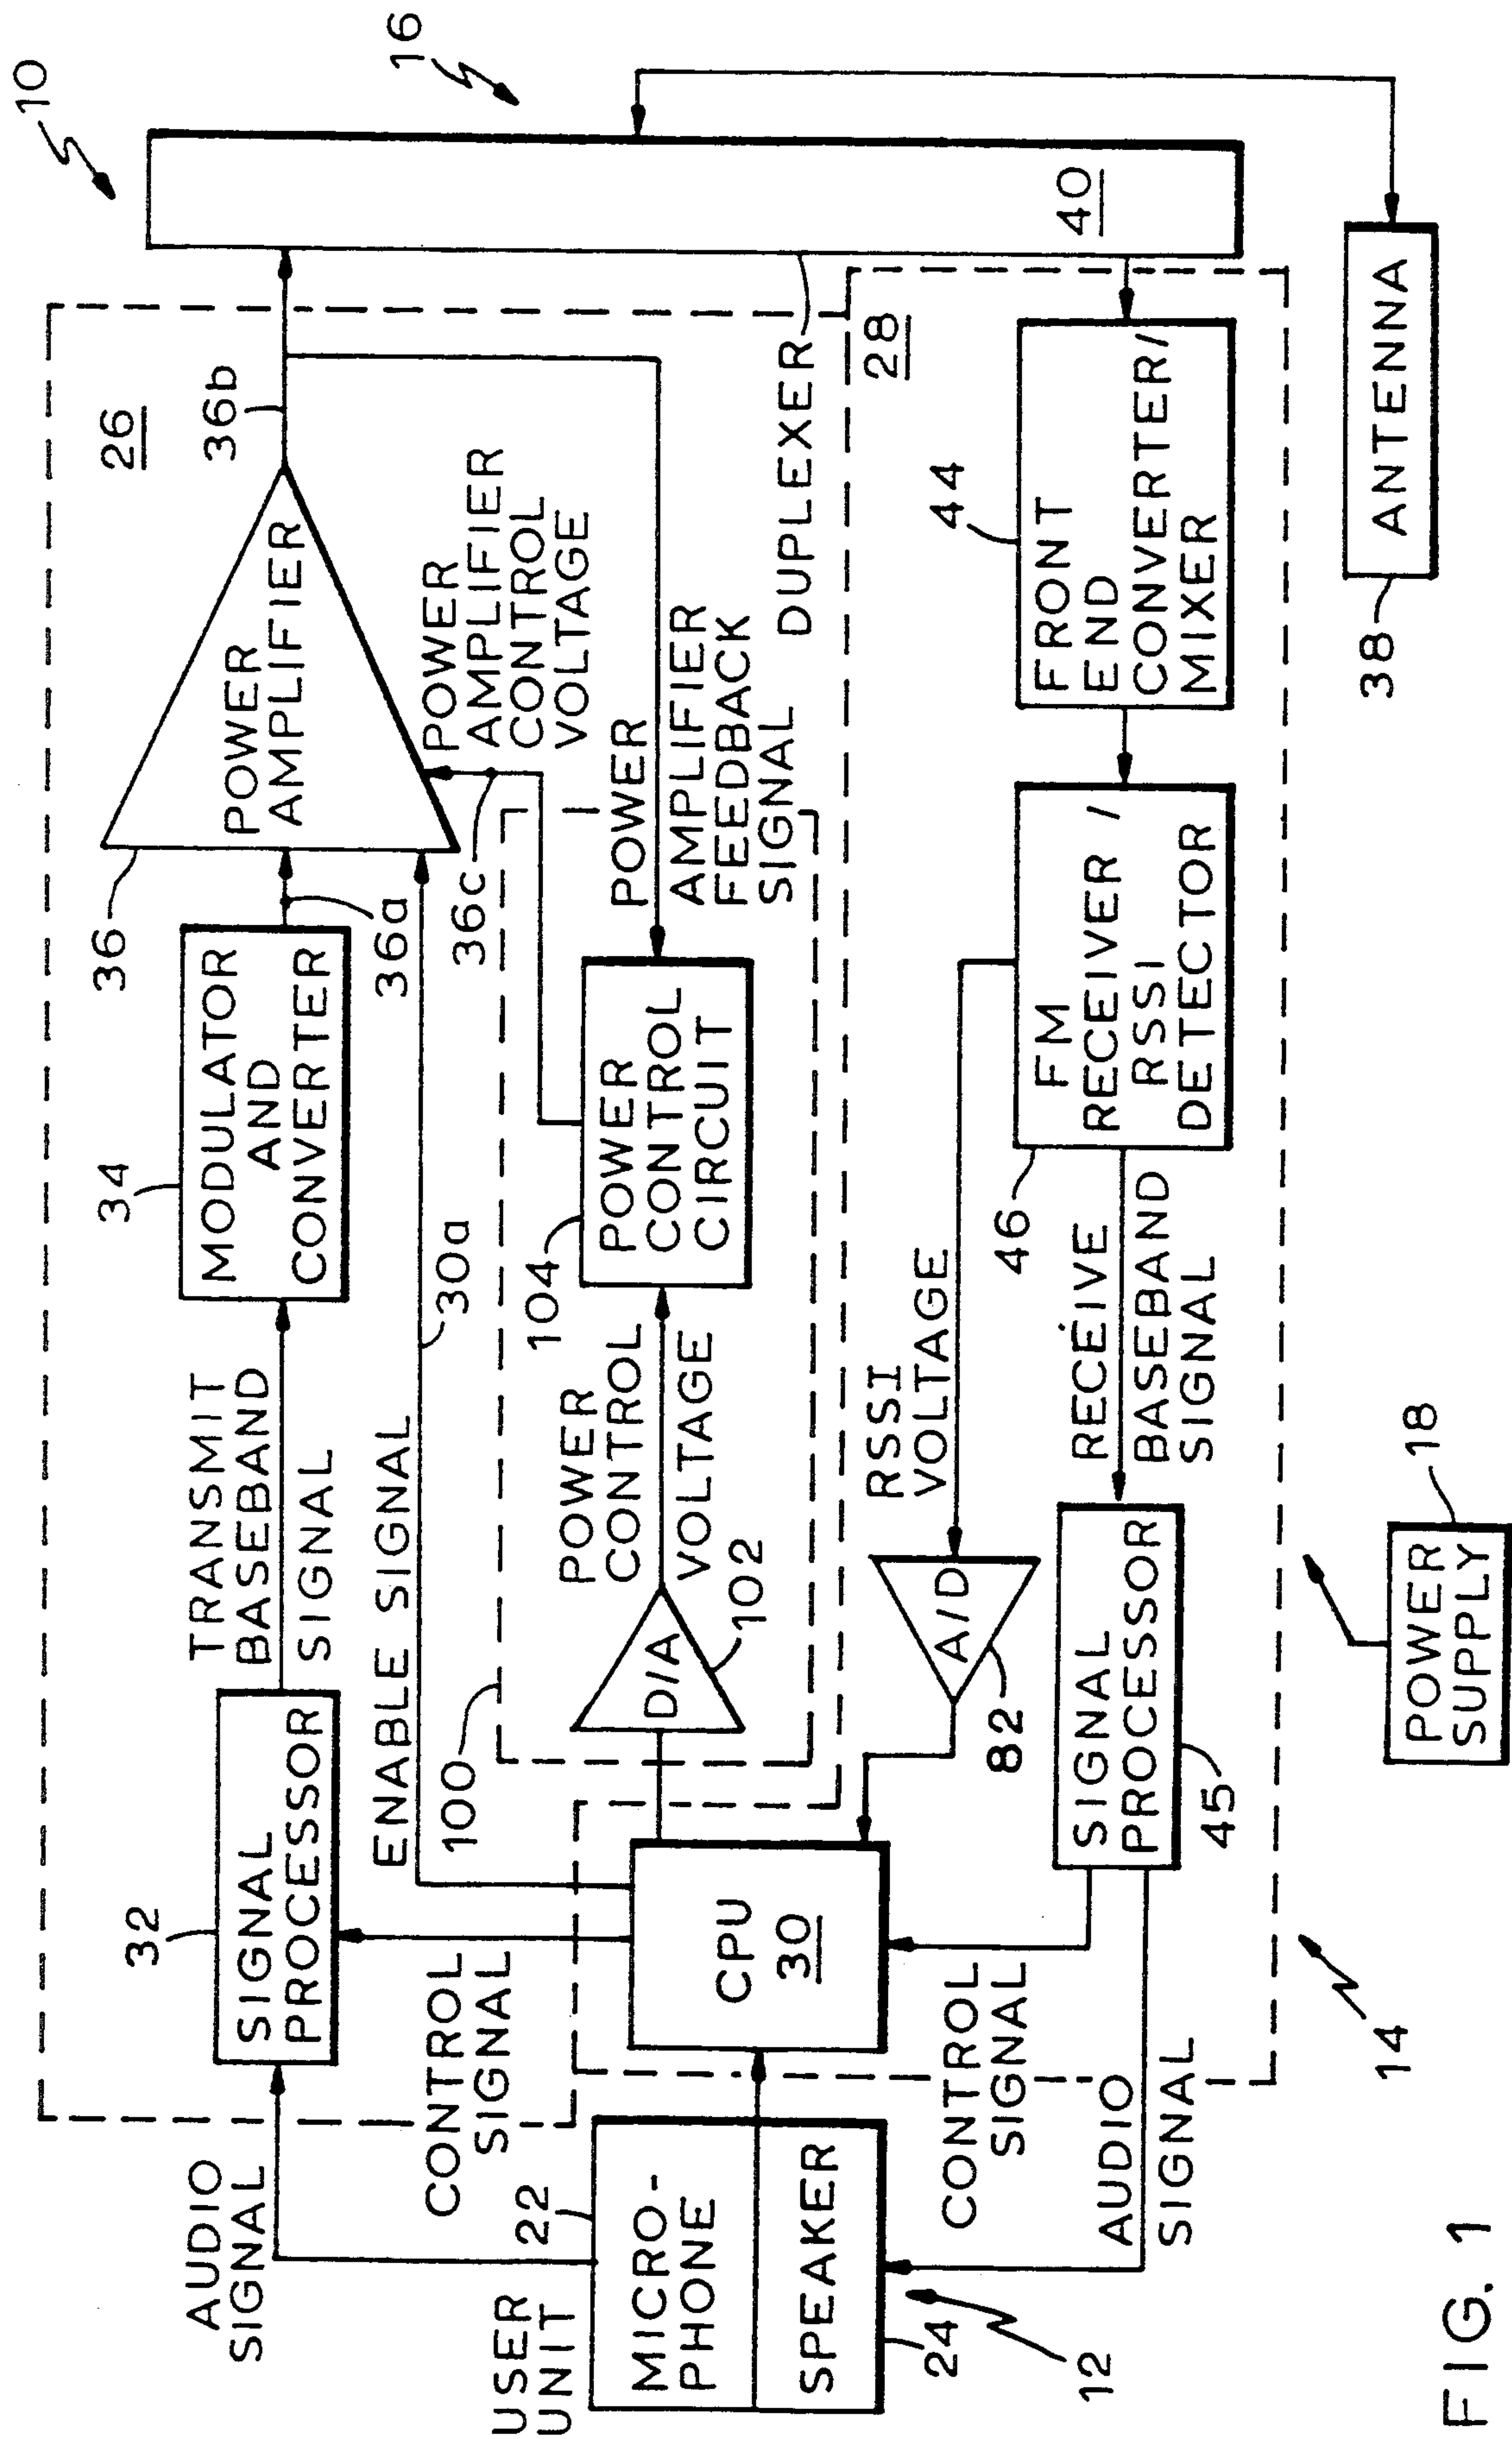 10
16
26
AUDIO
SIGNAL
32
SIGNAL
PROCESSOR
TRANSMIT
BASEBAND
SIGNAL
34
MODULATOR
AND
CONVERTER
36
36a
POWER
AMPLIFIER
36b
CONTROL
SIGNAL
ENABLE SIGNAL
30a
36c
POWER
AMPLIFIER
CONTROL
VOLTAGE
USER
UNIT
22
MICRO-
PHONE
SPEAKER
24
12
100
D/A
102
POWER
CONTROL
VOLTAGE
104
POWER
CONTROL
CIRCUIT
POWER
AMPLIFIER
FEEDBACK
SIGNAL
DUPLEXER
40
CPU
30
28
RSSI
VOLTAGE
A/D
82
CONTROL
SIGNAL
AUDIO
SIGNAL
SIGNAL
PROCESSOR
45
RECEIVE
BASEBAND
SIGNAL
46
FM
RECEIVER /
RSSI
DETECTOR
44
FRONT
END
CONVERTER/
MIXER
14
POWER
SUPPLY
18
38
ANTENNA
FIG. 1